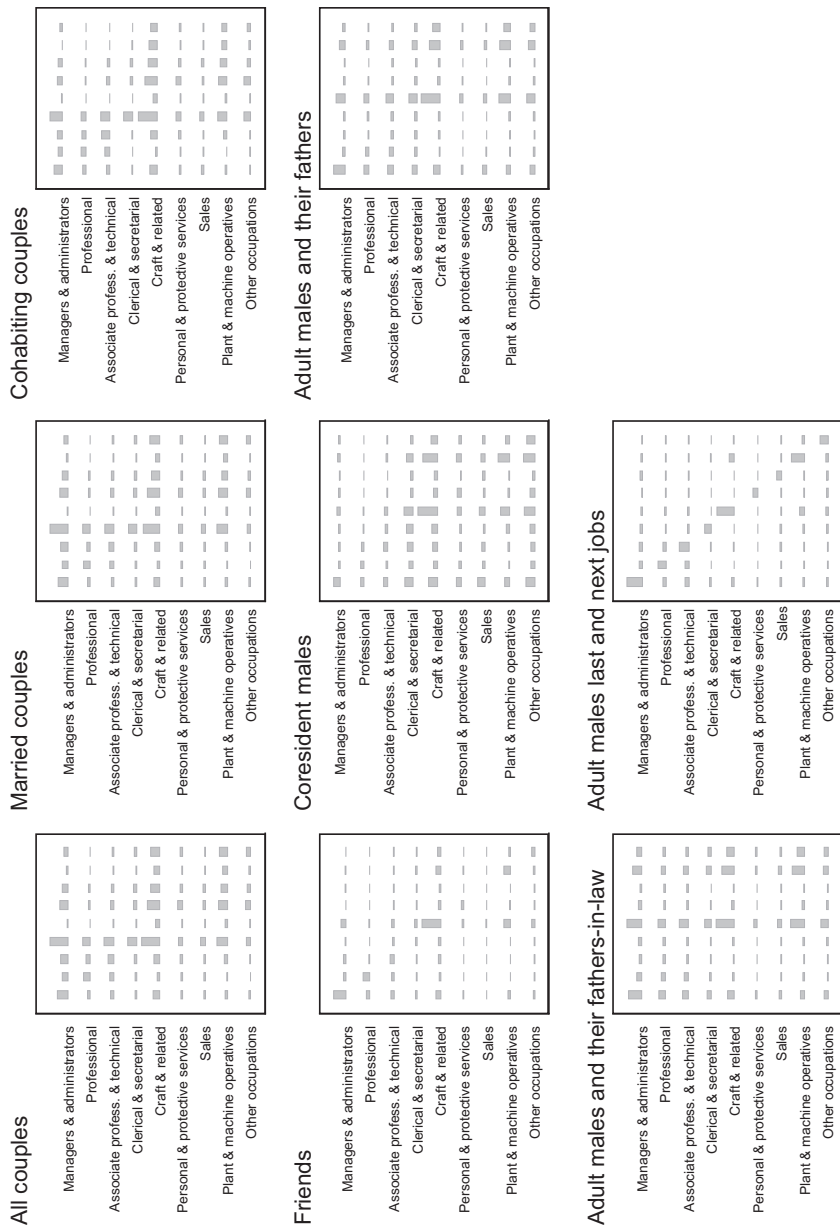 All couples
Managers & administrators
Professional
Associate profess. & technical
Clerical & secretarial
Craft & related
Personal & protective services
Sales
Plant & machine operatives
Other occupations
Married couples
Managers & administrators
Professional
Associate profess. & technical
Clerical & secretarial
Craft & related
Personal & protective services
Sales
Plant & machine operatives
Other occupations
Cohabiting couples
Managers & administrators
Professional
Associate profess. & technical
Clerical & secretarial
Craft & related
Personal & protective services
Sales
Plant & machine operatives
Other occupations
Friends
Managers & administrators
Professional
Associate profess. & technical
Clerical & secretarial
Craft & related
Personal & protective services
Sales
Plant & machine operatives
Other occupations
Coresident males
Managers & administrators
Professional
Associate profess. & technical
Clerical & secretarial
Craft & related
Personal & protective services
Sales
Plant & machine operatives
Other occupations
Adult males and their fathers
Managers & administrators
Professional
Associate profess. & technical
Clerical & secretarial
Craft & related
Personal & protective services
Sales
Plant & machine operatives
Other occupations
Adult males and their fathers-in-law
Managers & administrators
Professional
Associate profess. & technical
Clerical & secretarial
Craft & related
Personal & protective services
Sales
Plant & machine operatives
Other occupations
Adult males last and next jobs
Managers & administrators
Professional
Associate profess. & technical
Clerical & secretarial
Craft & related
Personal & protective services
Sales
Plant & machine operatives
Other occupations